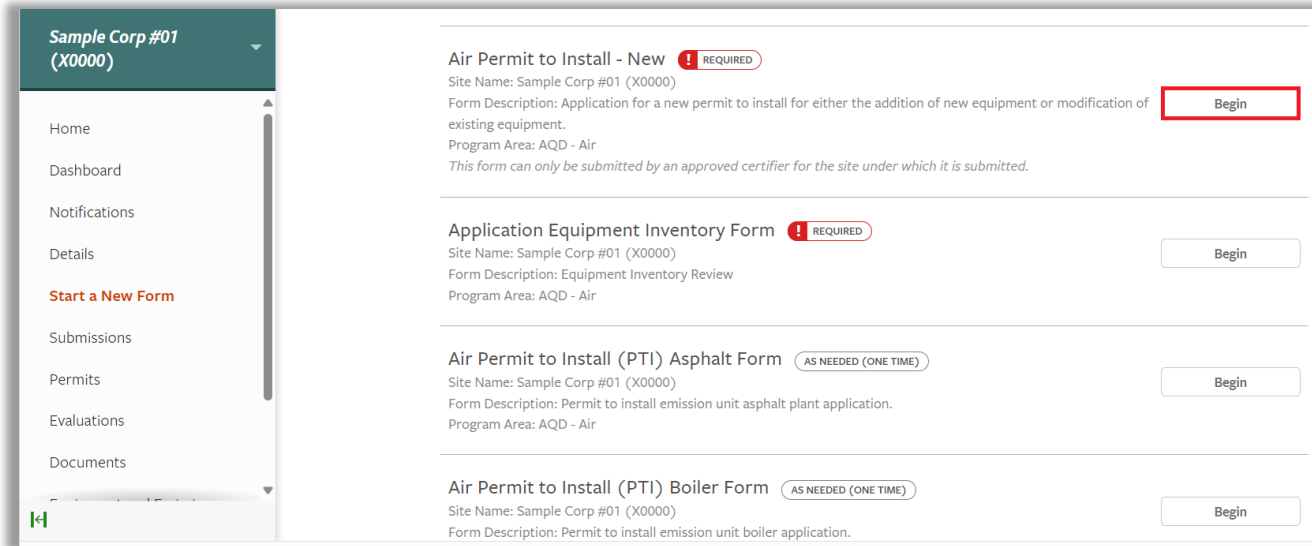 Sample Corp #01
(X0000)
Home
Dashboard
Notifications
Details
Start a New Form
Submissions
Permits
Evaluations
Documents
Air Permit to Install - New ! REQUIRED
Site Name: Sample Corp #01 (X0000)
Form Description: Application for a new permit to install for either the addition of new equipment or modification of
existing equipment.
Program Area: AQD - Air
This form can only be submitted by an approved certifier for the site under which it is submitted.
Begin
Application Equipment Inventory Form ! REQUIRED
Site Name: Sample Corp #01 (X0000)
Form Description: Equipment Inventory Review
Program Area: AQD - Air
Begin
Air Permit to Install (PTI) Asphalt Form AS NEEDED (ONE TIME)
Site Name: Sample Corp #01 (X0000)
Form Description: Permit to install emission unit asphalt plant application.
Program Area: AQD - Air
Begin
Air Permit to Install (PTI) Boiler Form AS NEEDED (ONE TIME)
Site Name: Sample Corp #01 (X0000)
Form Description: Permit to install emission unit boiler application.
Begin